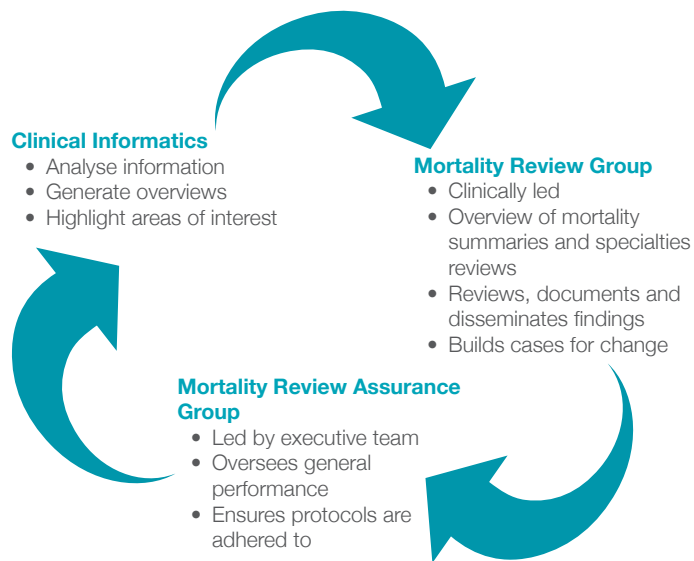 Clinical Informatics
• Analyse information
• Generate overviews
• Highlight areas of interest
Mortality Review Group
• Clinically led
• Overview of mortality
summaries and specialties
reviews
• Reviews, documents and
disseminates findings
• Builds cases for change
Mortality Review Assurance
Group
• Led by executive team
• Oversees general
performance
• Ensures protocols are
adhered to